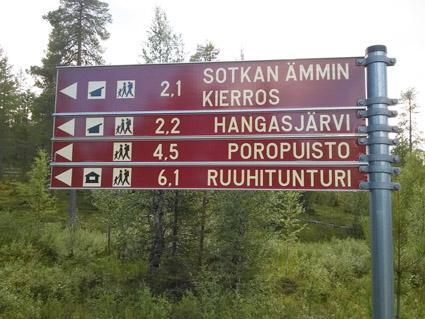 2,1 SOTKAN ÄMMIN
KIERROS
2,2 HANGASJÄRVI
4,5 POROPUISTO
6,1 RUUHITUNTURI